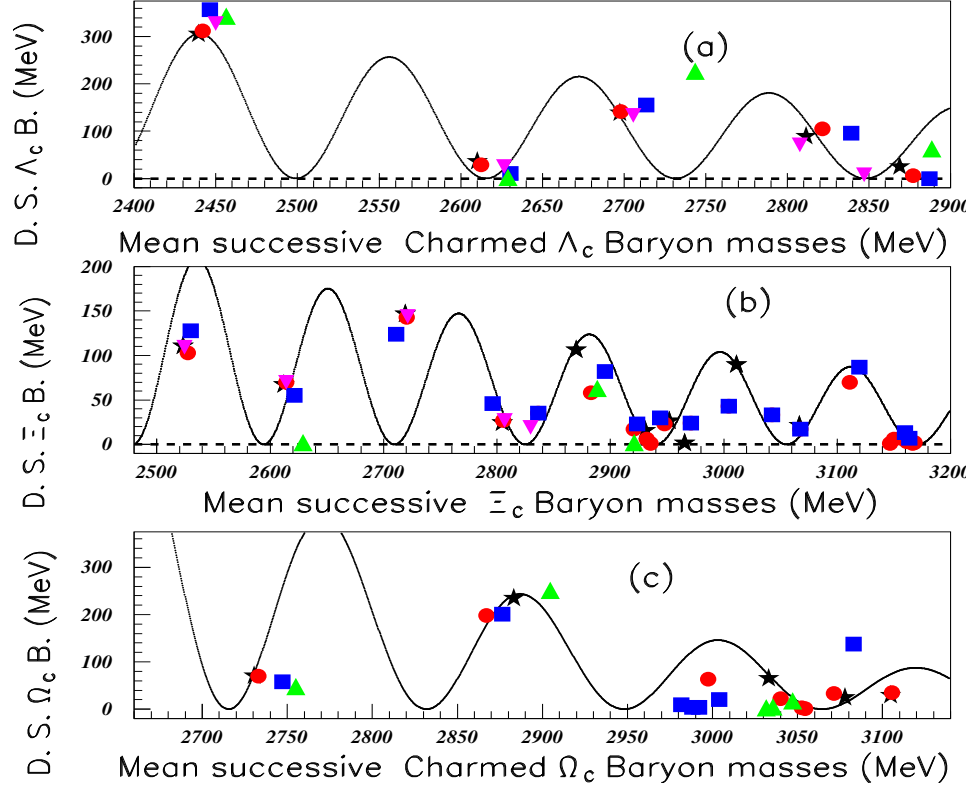 D. S. Λc B. (MeV)
300
200
100
0
(a)
2400 2450 2500 2550 2600 2650 2700 2750 2800 2850 2900
Mean successive Charmed Λc Baryon masses (MeV)
D. S. Ξc B. (MeV)
200
150
100
50
0
(b)
2500 2600 2700 2800 2900 3000 3100 3200
Mean successive Ξc Baryon masses (MeV)
D. S. Ωc B. (MeV)
300
200
100
0
(c)
2700 2750 2800 2850 2900 2950 3000 3050 3100
Mean successive Charmed Ωc Baryon masses (MeV)